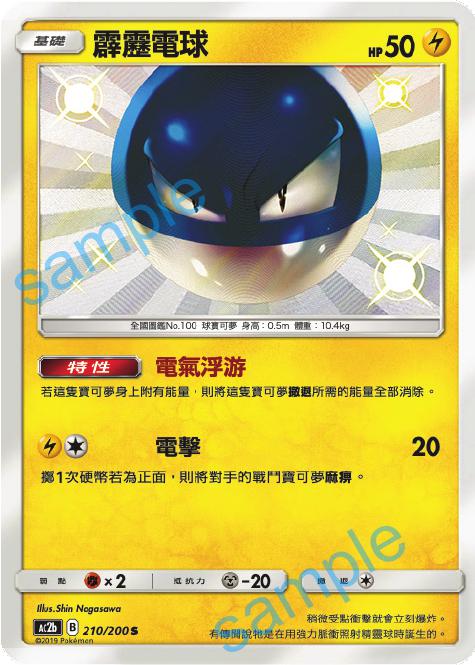 基礎 霹靂電球 HP 50
全國圖鑑No.100 球寶可夢 身高：0.5m 體重：10.4kg
特性 電氣浮游
若這隻寶可夢身上附有能量，則將這隻寶可夢撤退所需的能量全部消除。
電擊 20
擲1次硬幣若為正面，則將對手的戰鬥寶可夢麻痹。
弱點 ×2 抵抗力 -20 撤退
Illus.Shin Nagasawa
AC2b B 210/200 S
©2019 Pokémon
稍微受點衝擊就會立刻爆炸。
有傳聞說牠是在用強力脈衝照射精靈球時誕生的。
sample
sample